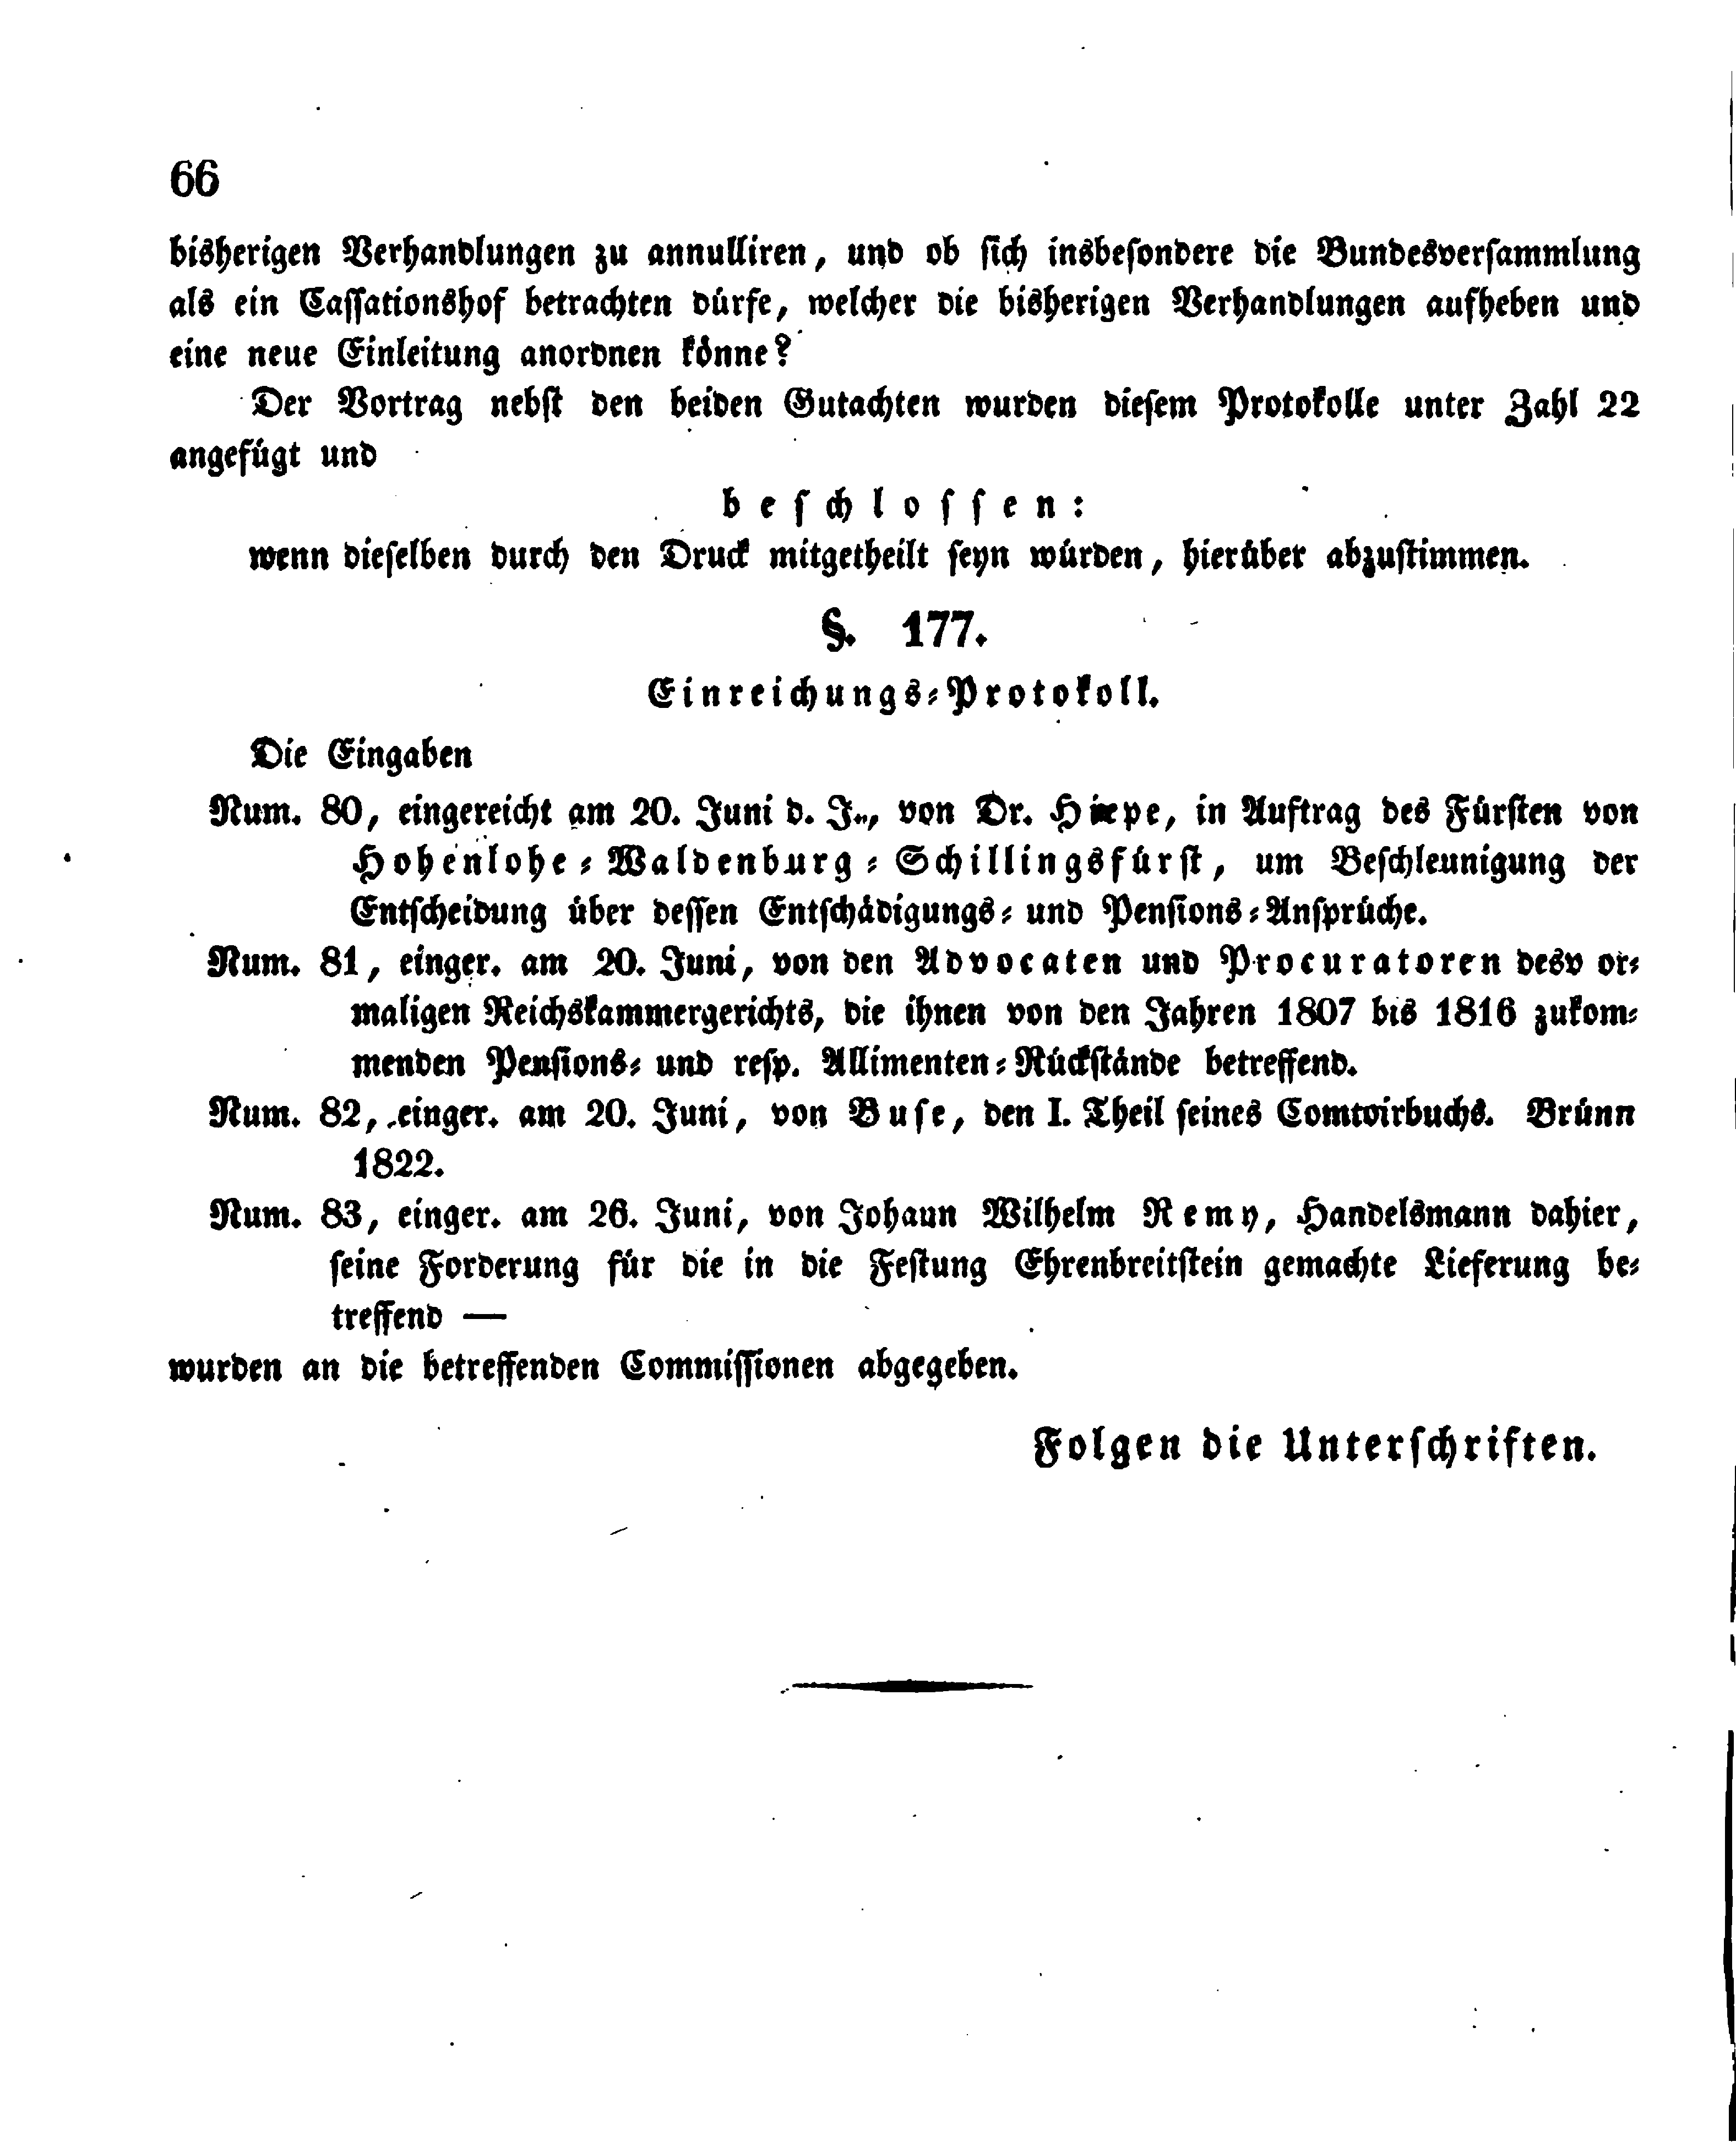 66
bisherigen Verhandlungen zu annulliren, und ob sich insbesondere die Bundesversammlung
als ein Cassationshof betrachten dürfe, welcher die bisherigen Verhandlungen aufheben und
eine neue Einleitung anordnen könne?
Der Vortrag nebst den beiden Gutachten wurden diesem Protokolle unter Zahl 22
angefügt und
beschlossen:
wenn dieselben durch den Druck mitgetheilt seyn würden, hierüber abzustimmen.
§. 177.
Einreichungs-Protokoll.
Die Eingaben
Num. 80, eingereicht am 20. Juni d. J., von Dr. in Auftrag des Fürsten von
Hohenlohe-Waldenburg-Schillingsfürst, um Beschleunigung der
Entscheidung über dessen Entschädigungs- und Pensions-Ansprüche.
Num. 81, einger. am 20. Juni, von den Advocaten und Procuratoren desv or-
maligen Reichskammergerichts, die ihnen von den Jahren 1807 bis 1816 zukom-
menden Pensions- und resp. Allimenten-Rückstände betreffend.
Num. 82, einger. am 20. Juni, von Buse, den I. Theil seines Comtoirbuchs. Brünn
1822.
Num. 83, einger. am 26. Juni, von Johann Wilhelm Remy, Handelsmann dahier,
seine Forderung für die in die Festung Ehrenbreitstein gemachte Lieferung be-
treffend —
wurden an die betreffenden Commissionen abgegeben.
Folgen die Unterschriften.